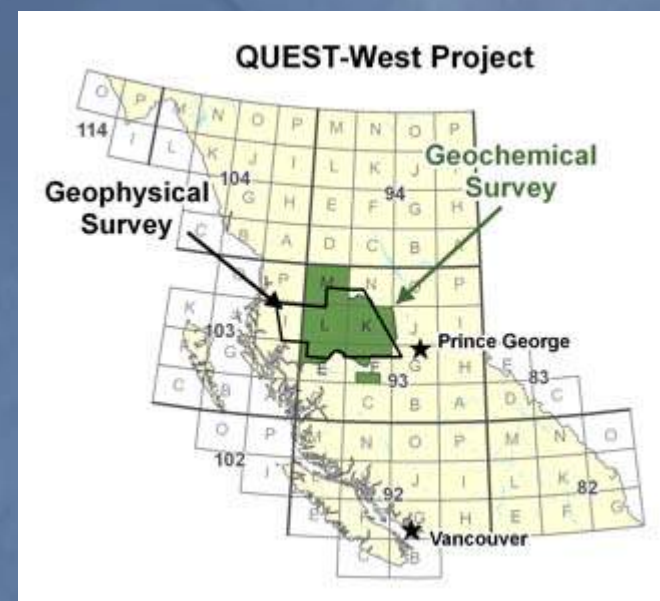 QUEST-West Project
O P M N O P M N O P
114
I L K J I L K J
Geochemical
Survey
104
94
Geophysical
Survey
G H E F G H
C B A D C B A
P M N O P
K I L K J I
103
Prince George
A G E F G H E
93
83
C B A C B A D C
O P M N O P M N O
102
I L J I L K J
92
82
E F G H E F G
Vancouver
C B